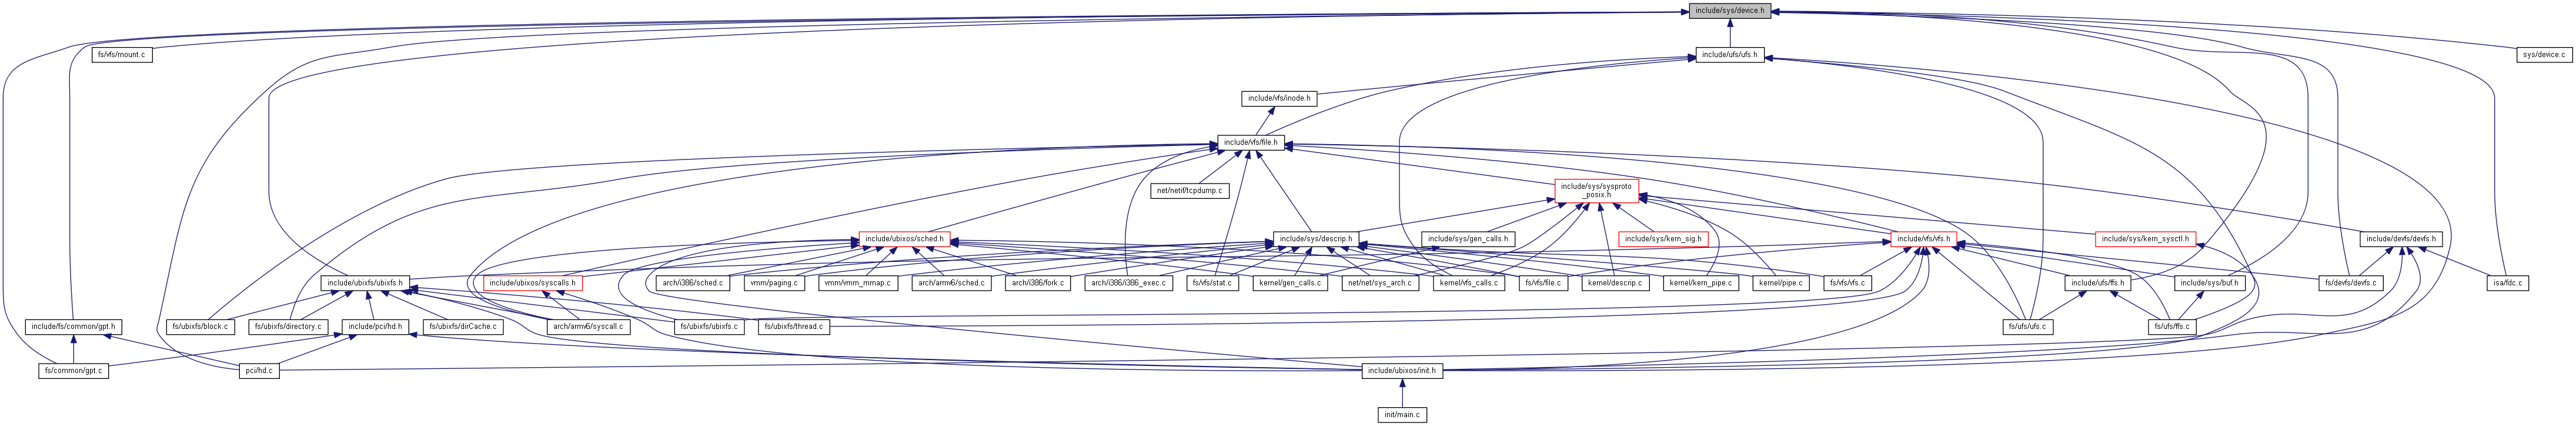 include/sys/device.h
fs/vfs/mount.c
include/ufs/ufs.h
sys/device.c
include/vfs/inode.h
include/vfs/file.h
net/netif/tcpdump.c
include/sys/sysproto
_posix.h
include/ubixos/sched.h
include/sys/descrip.h
include/sys/gen_calls.h
include/sys/kern_sig.h
include/vfs/vfs.h
include/sys/kern_sysctl.h
include/devfs/devfs.h
include/ubixfs/ubixfs.h
include/ubixos/syscalls.h
arch/i386/sched.c
vmm/paging.c
vmm/vmm_mmap.c
arch/armv6/sched.c
arch/i386/fork.c
arch/i386/i386_exec.c
fs/vfs/stat.c
kernel/gen_calls.c
net/net/sys_arch.c
kernel/vfs_calls.c
fs/vfs/file.c
kernel/descrip.c
kernel/kern_pipe.c
kernel/pipe.c
fs/vfs/vfs.c
include/ufs/ffs.h
include/sys/buf.h
fs/devfs/devfs.c
isa/fdc.c
include/fs/common/gpt.h
fs/ubixfs/block.c
fs/ubixfs/directory.c
include/pci/hd.h
fs/ubixfs/dirCache.c
arch/armv6/syscall.c
fs/ubixfs/ubixfs.c
fs/ubixfs/thread.c
fs/ufs/ufs.c
fs/ufs/ffs.c
fs/common/gpt.c
pci/hd.c
include/ubixos/init.h
init/main.c